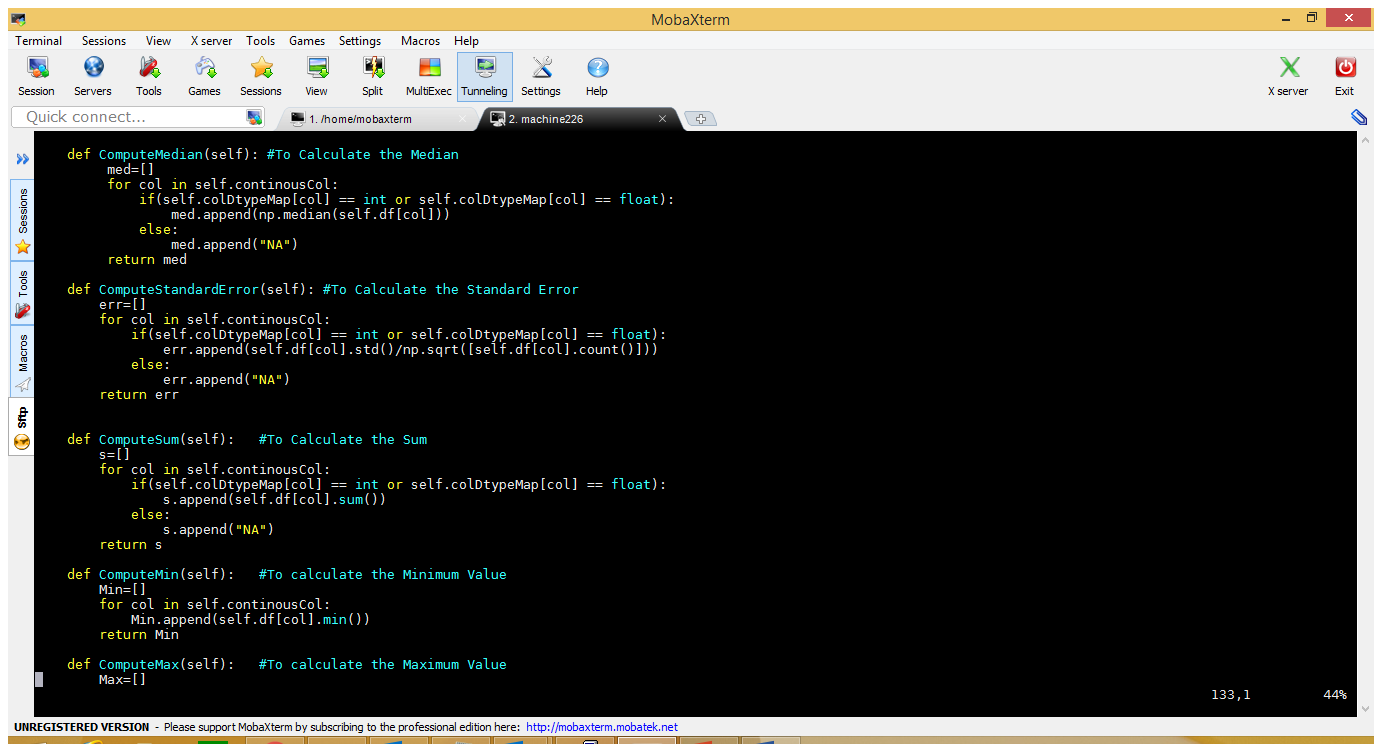 MobaXterm
Terminal Sessions View X server Tools Games Settings Macros Help
Session Servers Tools Games Sessions View Split MultiExec Tunneling Settings Help X server Exit
Quick connect... 1. /home/mobaxterm 2. machine226
Sessions
Tools
Macros
Sftp
def ComputeMedian(self): #To Calculate the Median
med=[]
for col in self.continousCol:
if(self.colDtypeMap[col] == int or self.colDtypeMap[col] == float):
med.append(np.median(self.df[col]))
else:
med.append("NA")
return med
def ComputeStandardError(self): #To Calculate the Standard Error
err=[]
for col in self.continousCol:
if(self.colDtypeMap[col] == int or self.colDtypeMap[col] == float):
err.append(self.df[col].std()/np.sqrt([self.df[col].count()]))
else:
err.append("NA")
return err
def ComputeSum(self):   #To Calculate the Sum
s=[]
for col in self.continousCol:
if(self.colDtypeMap[col] == int or self.colDtypeMap[col] == float):
s.append(self.df[col].sum())
else:
s.append("NA")
return s
def ComputeMin(self):   #To calculate the Minimum Value
Min=[]
for col in self.continousCol:
Min.append(self.df[col].min())
return Min
def ComputeMax(self):   #To calculate the Maximum Value
Max=[]
133,1 44%
UNREGISTERED VERSION - Please support MobaXterm by subscribing to the professional edition here: http://mobaxterm.mobatek.net